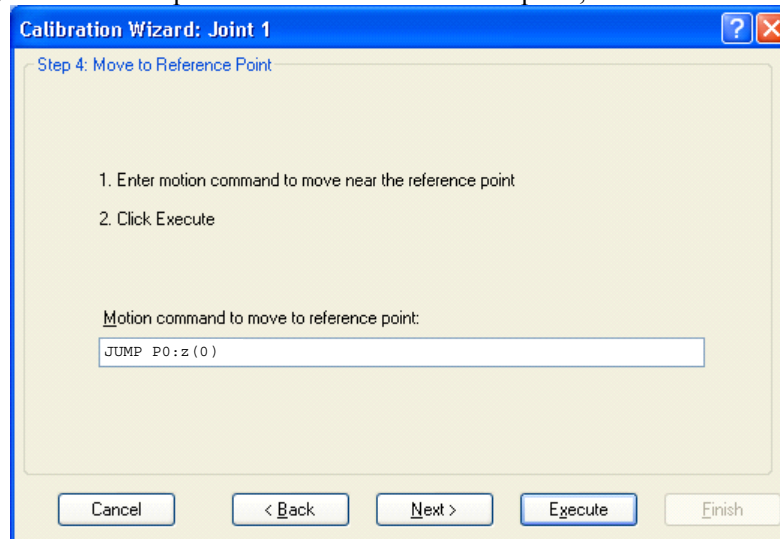 Calibration Wizard: Joint 1
Step 4: Move to Reference Point
1. Enter motion command to move near the reference point
2. Click Execute
Motion command to move to reference point:
JUMP P0:z(0)
Cancel
< Back
Next >
Execute
Finish